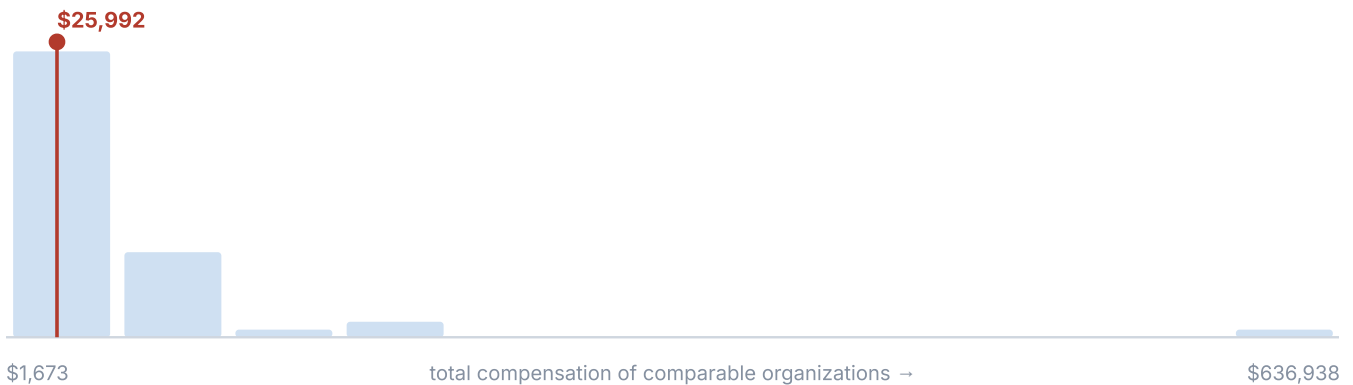 $25,992
$1,673 total compensation of comparable organizations → $636,938